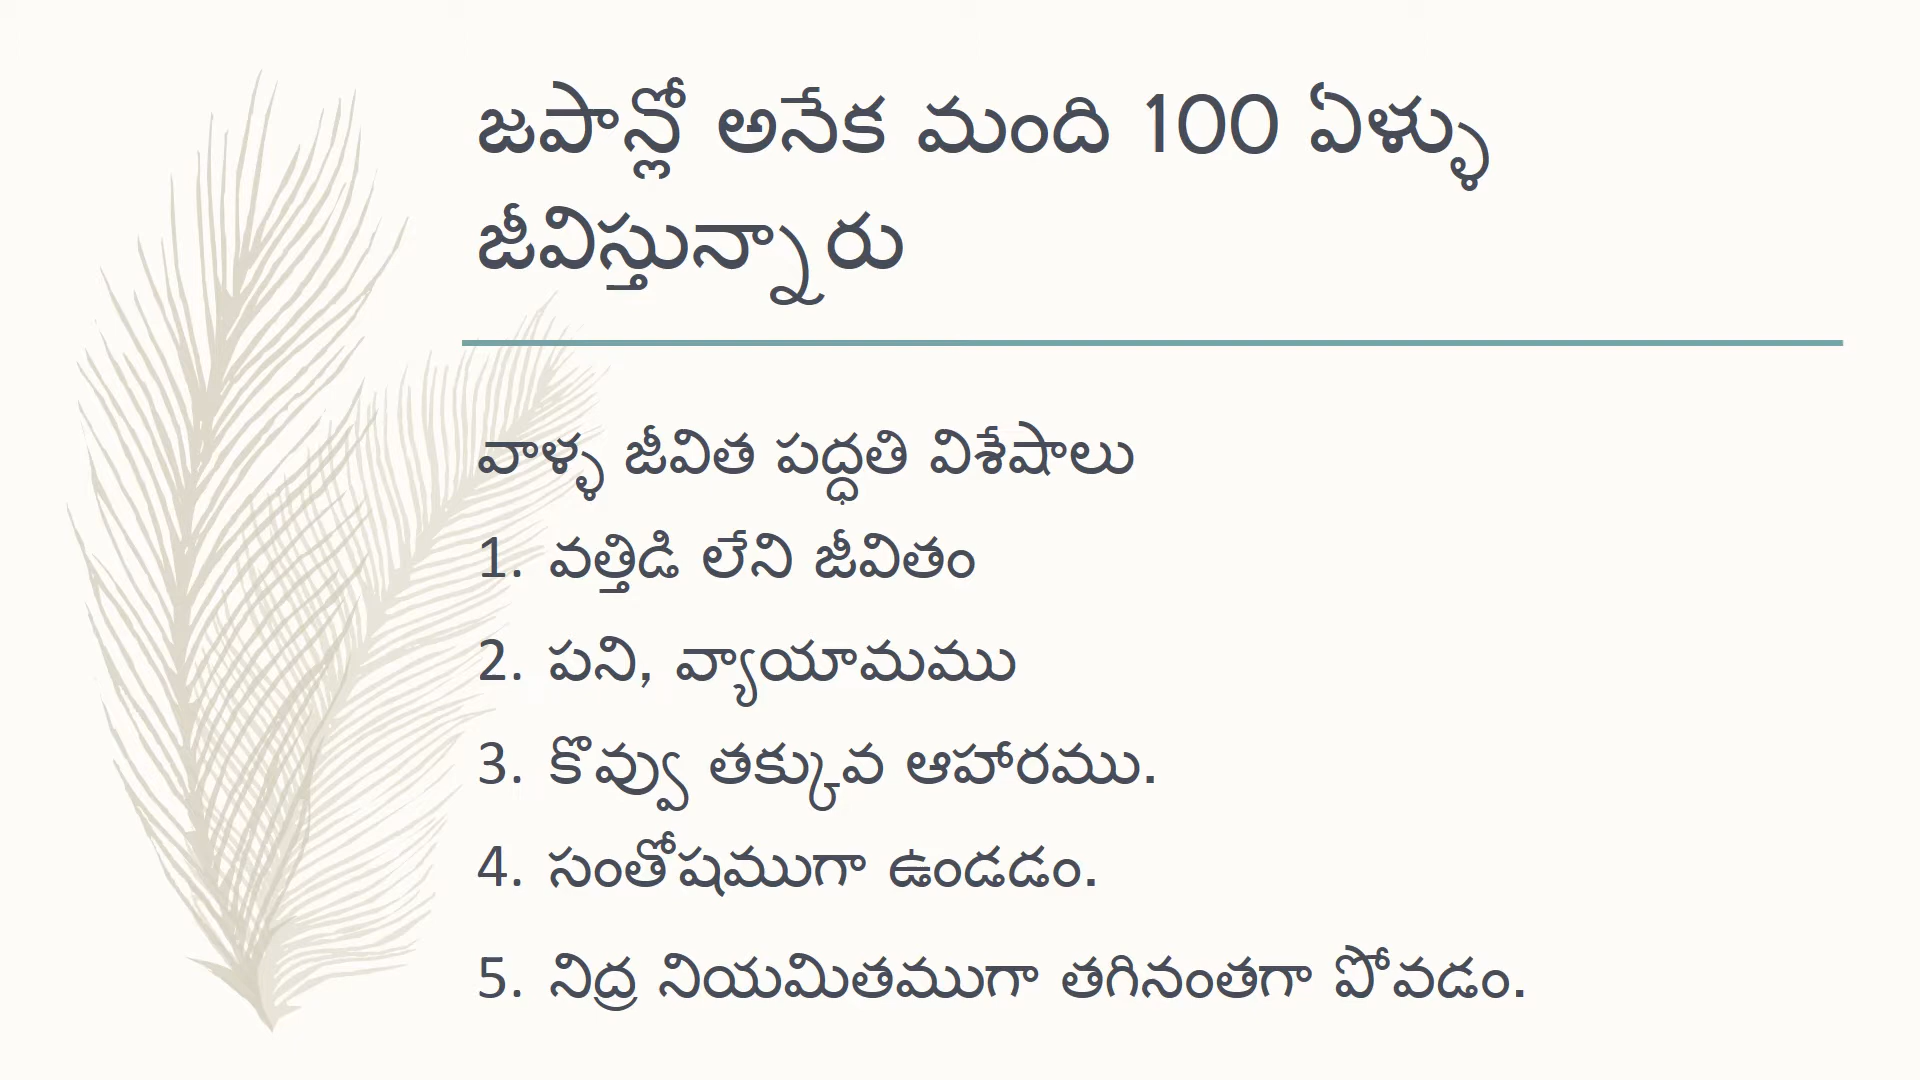 జపాన్లో అనేక మంది 100 ఏళ్ళు
జీవిస్తున్నారు
వాళ్ళ జీవిత పద్ధతి విశేషాలు
1. వత్తిడి లేని జీవితం
2. పని, వ్యాయామము
3. కొవ్వు తక్కువ ఆహారము.
4. సంతోషముగా ఉండడం.
5. నిద్ర నియమితముగా తగినంతగా పోవడం.